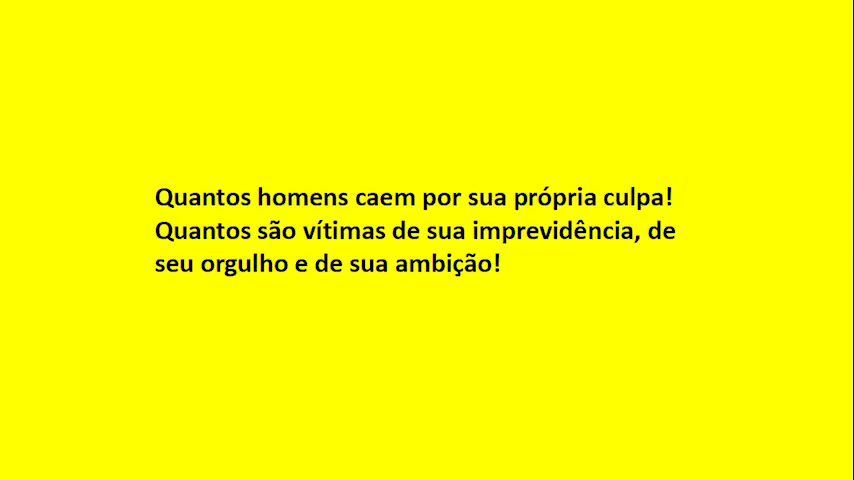 Quantos homens caem por sua própria culpa!
Quantos são vítimas de sua imprevidência, de
seu orgulho e de sua ambição!